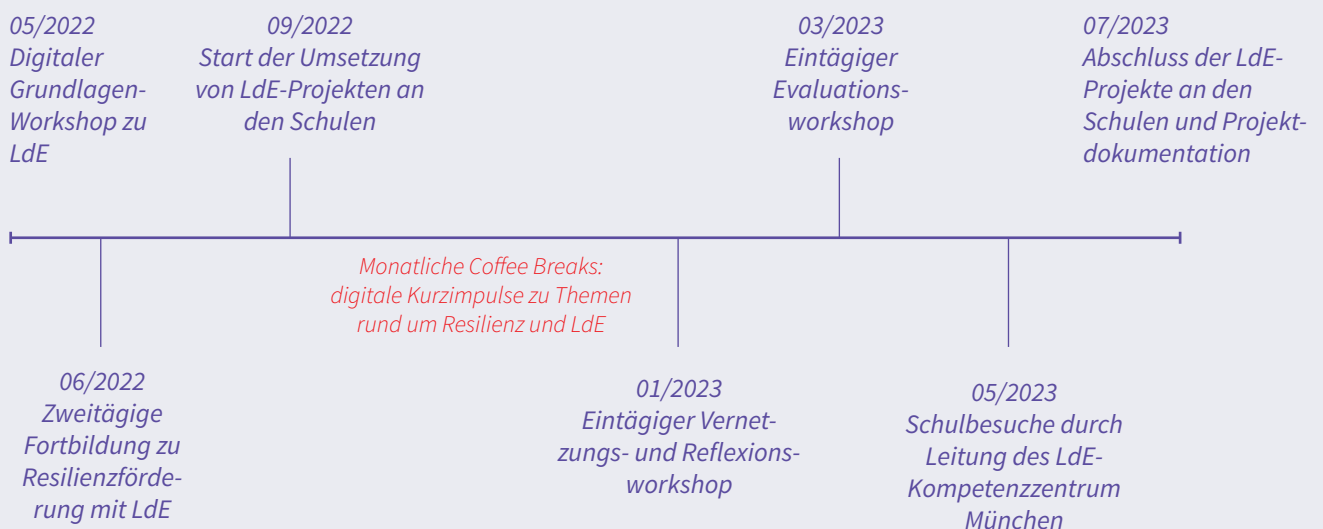 05/2022
Digitaler
Grundlagen-
Workshop zu
LdE
09/2022
Start der Umsetzung
von LdE-Projekten an
den Schulen
03/2023
Eintägiger
Evaluations-
workshop
07/2023
Abschluss der LdE-
Projekte an den
Schulen und Projekt-
dokumentation
Monatliche Coffee Breaks:
digitale Kurzimpulse zu Themen
rund um Resilienz und LdE
06/2022
Zweitägige
Fortbildung zu
Resilienzförde-
rung mit LdE
01/2023
Eintägiger Vernet-
zungs- und Reflexions-
workshop
05/2023
Schulbesuche durch
Leitung des LdE-
Kompetenzzentrum
München